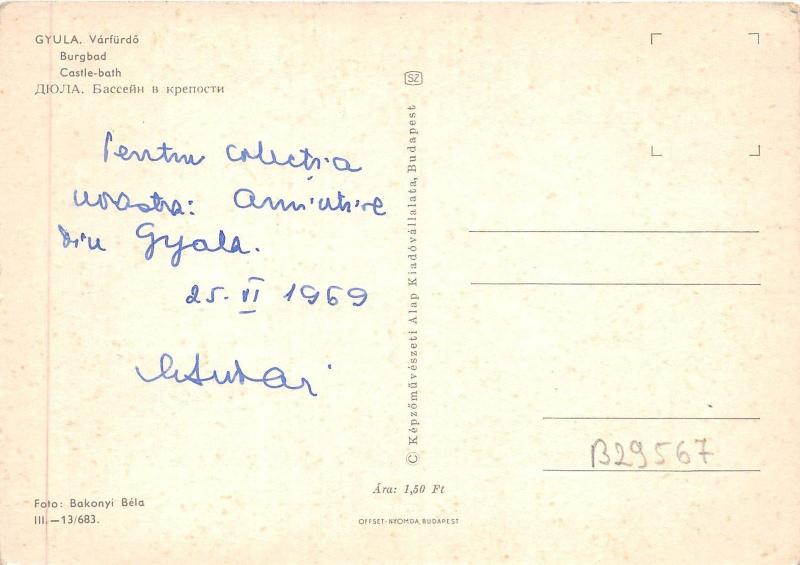 GYULA. Várfürdő
Burgbad
Castle-bath
ДЮЛА. Бассейн в крепости
Pentru colecția
noastră: Amintire
din Gyula.
25. VI 1969
SZ
© Képzőművészeti Alap Kiadóvállalata, Budapest
B29567
Ára: 1,50 Ft
Foto: Bakonyi Béla
III.—13/683.
OFFSET-NYOMDA, BUDAPEST